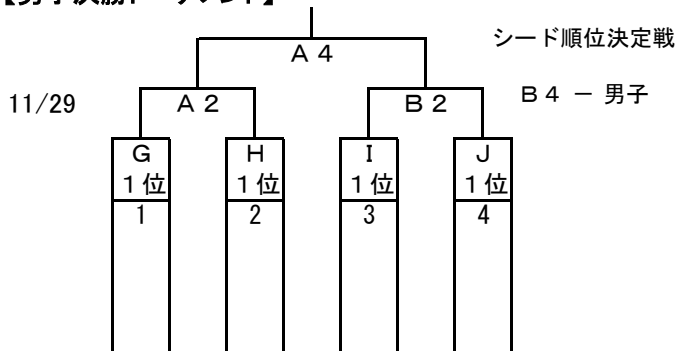 【男子決勝トーナメント】
シード順位決定戦
Ａ４
11/29
Ａ２
Ｂ２
Ｂ４ － 男子
Ｇ
Ｈ
Ｉ
Ｊ
１位
１位
１位
１位
1
2
3
4